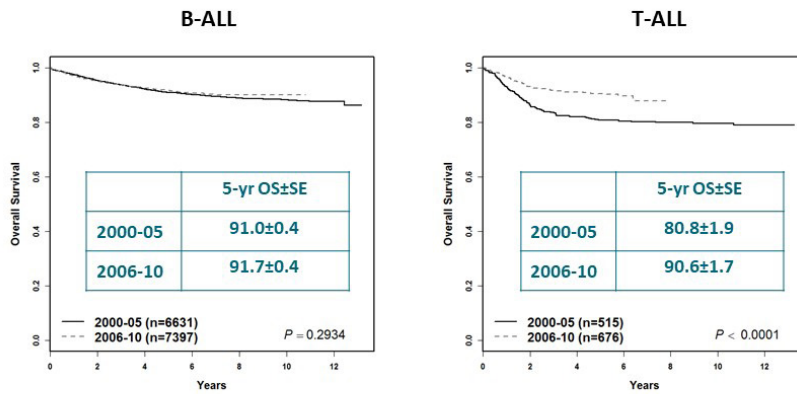 B-ALL
Overall Survival
1.0
0.8
0.6
0.4
0.2
0.0
5-yr OS±SE
2000-05 91.0±0.4
2006-10 91.7±0.4
2000-05 (n=6631)
2006-10 (n=7397)
P = 0.2934
0 2 4 6 8 10 12
Years
T-ALL
Overall Survival
1.0
0.8
0.6
0.4
0.2
0.0
5-yr OS±SE
2000-05 80.8±1.9
2006-10 90.6±1.7
2000-05 (n=515)
2006-10 (n=676)
P < 0.0001
0 2 4 6 8 10 12
Years